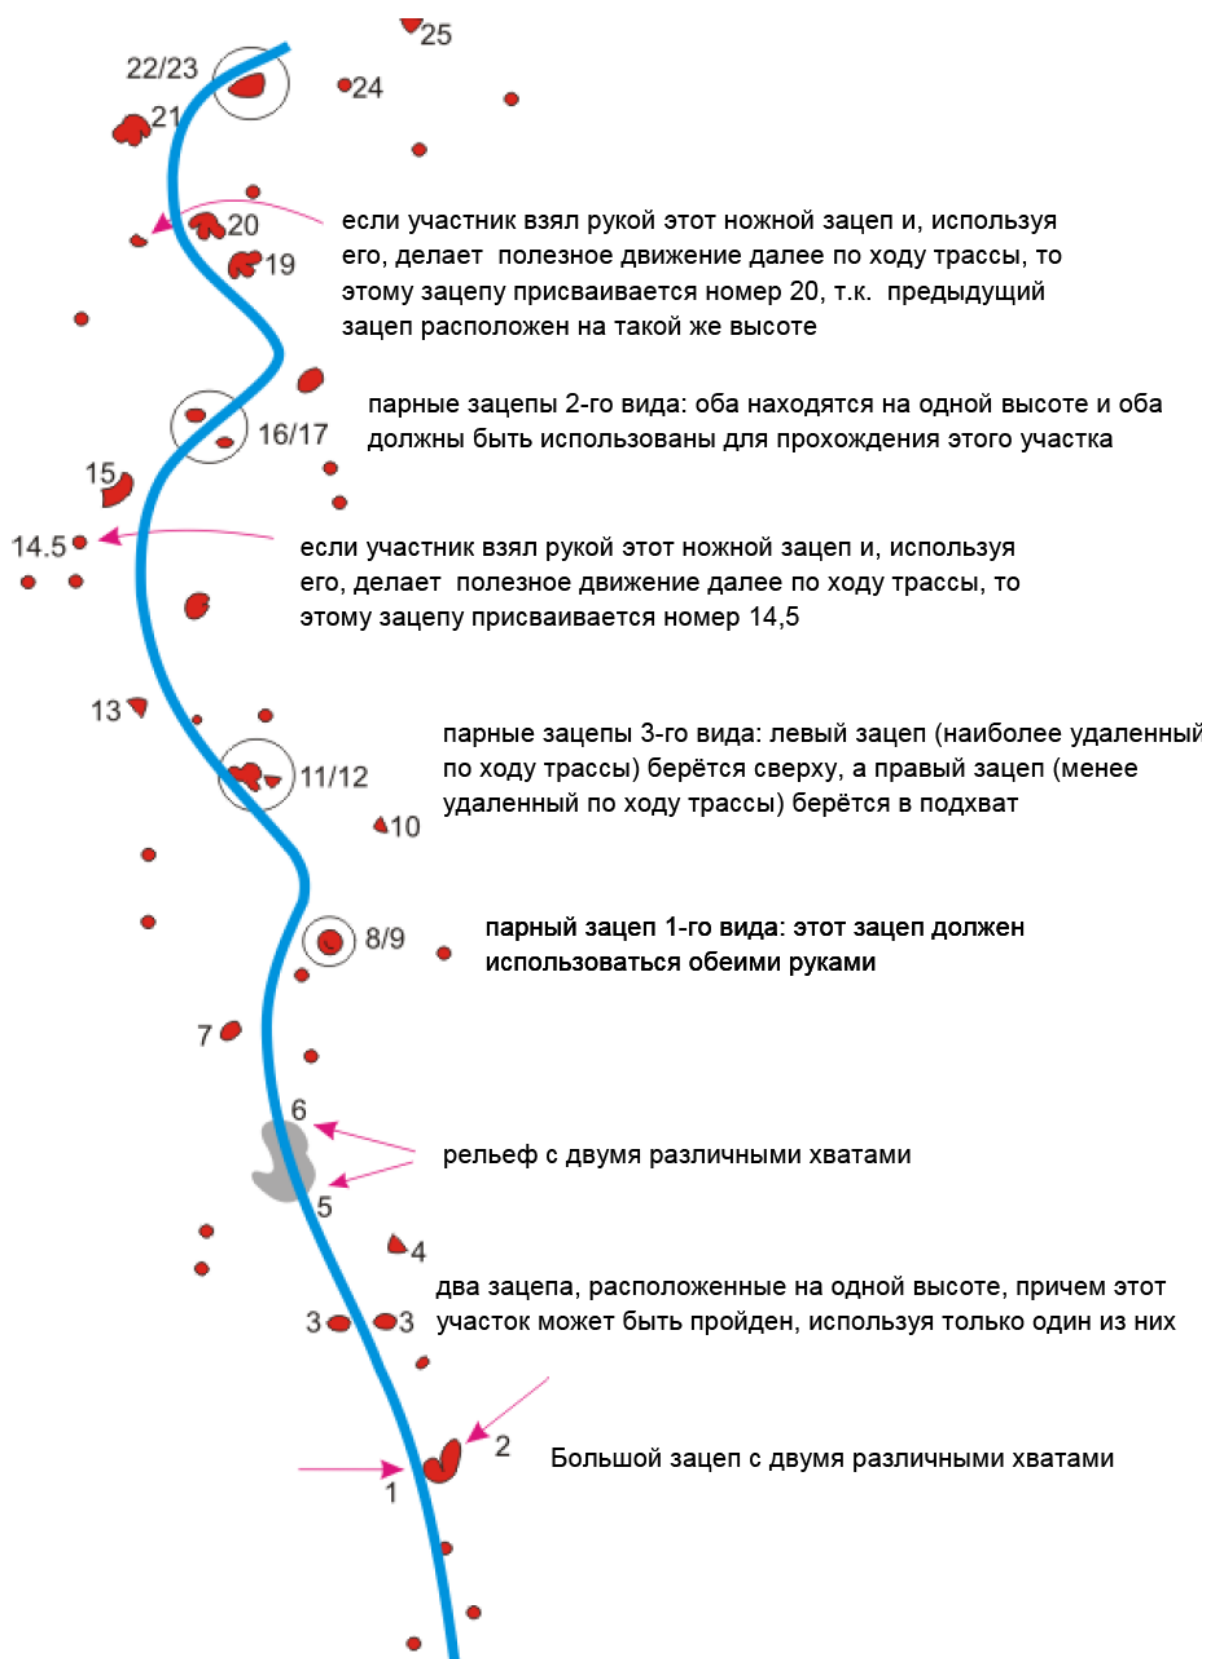 25
22/23
24
21
если участник взял рукой этот ножной зацеп и, используя
20
его, делает полезное движение далее по ходу трассы, то
19
этому зацепу присваивается номер 20, т.к. предыдущий
зацеп расположен на такой же высоте
парные зацепы 2-го вида: оба находятся на одной высоте и оба
16/17
должны быть использованы для прохождения этого участка
15
14.5
если участник взял рукой этот ножной зацеп и, используя
его, делает полезное движение далее по ходу трассы, то
этому зацепу присваивается номер 14,5
13
парные зацепы 3-го вида: левый зацеп (наиболее удаленный
11/12
по ходу трассы) берётся сверху, а правый зацеп (менее
удаленный по ходу трассы) берётся в подхват
10
8/9
парный зацеп 1-го вида: этот зацеп должен
использоваться обеими руками
7
6
рельеф с двумя различными хватами
5
4
два зацепа, расположенные на одной высоте, причем этот
3 3
участок может быть пройден, используя только один из них
2
Большой зацеп с двумя различными хватами
1